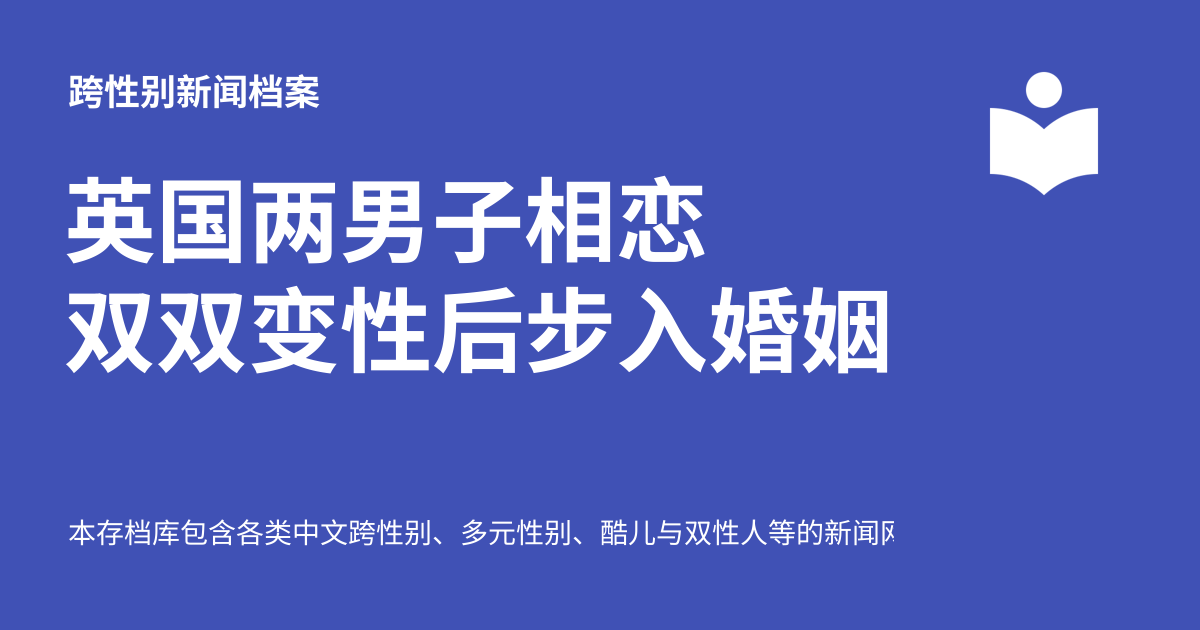 跨性别新闻档案
英国两男子相恋
双双变性后步入婚姻
本存档库包含各类中文跨性别、多元性别、酷儿与双性人等的新闻